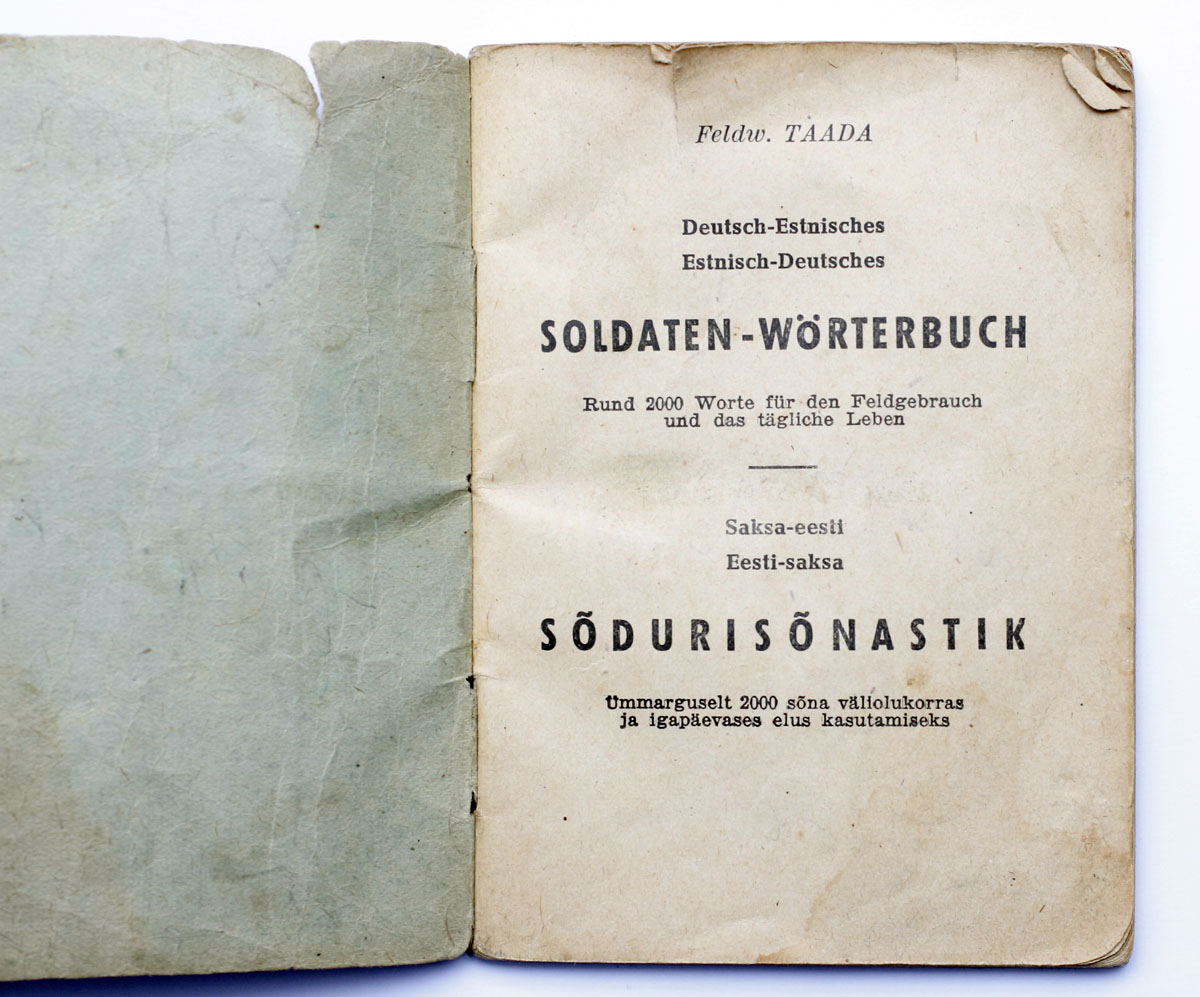 Feldw. TAADA
Deutsch-Estnisches
Estnisch-Deutsches
SOLDATEN-WÖRTERBUCH
Rund 2000 Worte für den Feldgebrauch
und das tägliche Leben
Saksa-eesti
Eesti-saksa
SÕDURISÕNASTIK
Ümmarguselt 2000 sõna väliolukorras
ja igapäevases elus kasutamiseks